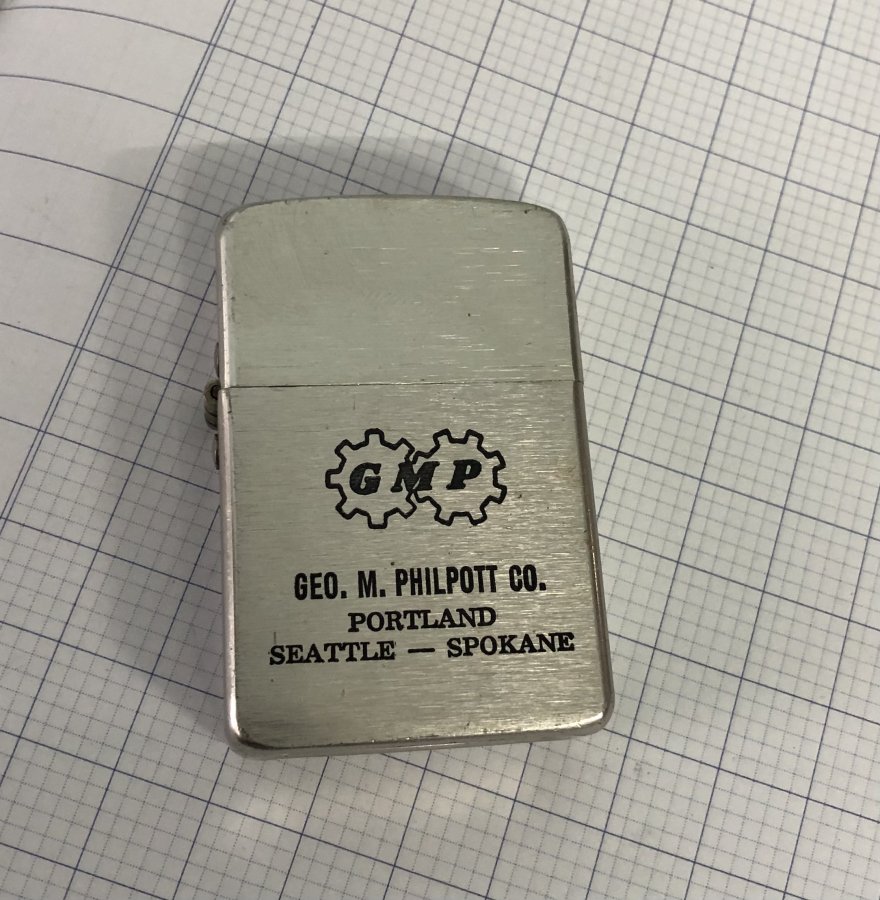 GMP
GEO. M. PHILPOTT CO.
PORTLAND
SEATTLE — SPOKANE